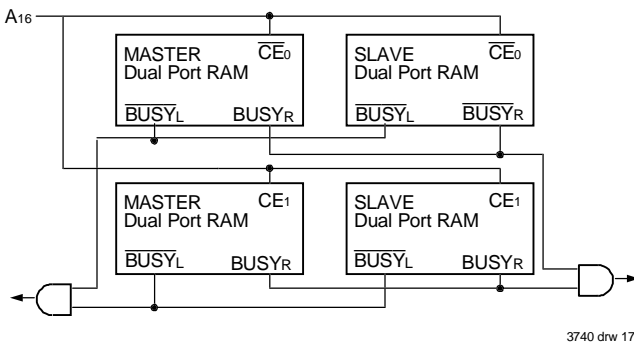 A16
MASTER CE0
Dual Port RAM
BUSYL BUSYR
SLAVE CE0
Dual Port RAM
BUSYL BUSYR
MASTER CE1
Dual Port RAM
BUSYL BUSYR
SLAVE CE1
Dual Port RAM
BUSYL BUSYR
3740 drw 17